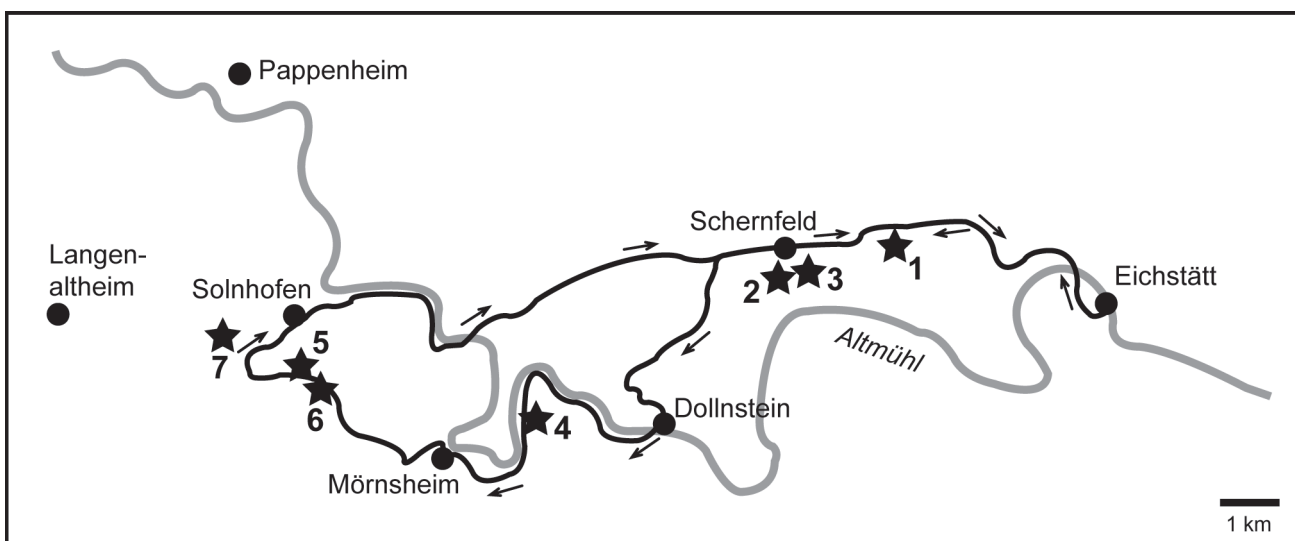 Pappenheim
Schernfeld
Langen-
altheim
Solnhofen
Eichstätt
1
2
3
5
7
6
Altmühl
Dollnstein
4
Mörnsheim
1 km